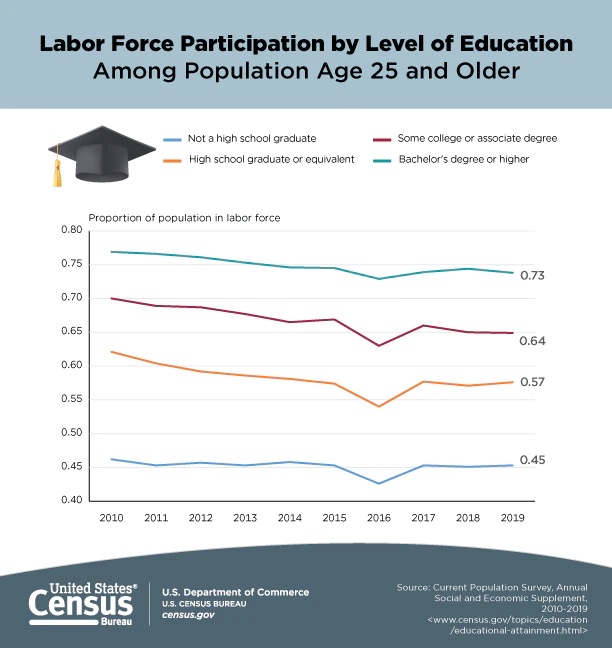 Labor Force Participation by Level of Education
Among Population Age 25 and Older
Not a high school graduate
Some college or associate degree
High school graduate or equivalent
Bachelor's degree or higher
Proportion of population in labor force
0.80
0.75
0.73
0.70
0.65
0.64
0.60
0.57
0.55
0.50
0.45
0.45
0.40
2010 2011 2012 2013 2014 2015 2016 2017 2018 2019
United States®
Census
Bureau
U.S. Department of Commerce
U.S. CENSUS BUREAU
census.gov
Source: Current Population Survey, Annual
Social and Economic Supplement,
2010-2019
<www.census.gov/topics/education
/educational-attainment.html>